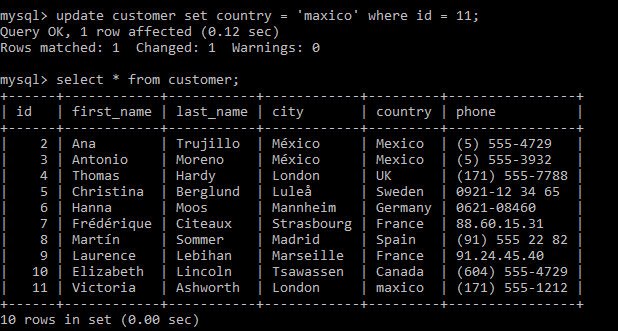 mysql> update customer set country = 'maxico' where id = 11;
Query OK, 1 row affected (0.12 sec)
Rows matched: 1  Changed: 1  Warnings: 0

mysql> select * from customer;
+------+------------+-----------+------------+---------+----------------+
| id   | first_name | last_name | city       | country | phone          |
+------+------------+-----------+------------+---------+----------------+
|    2 | Ana        | Trujillo  | México     | Mexico  | (5) 555-4729   |
|    3 | Antonio    | Moreno    | México     | Mexico  | (5) 555-3932   |
|    4 | Thomas     | Hardy     | London     | UK      | (171) 555-7788 |
|    5 | Christina  | Berglund  | Luleå      | Sweden  | 0921-12 34 65  |
|    6 | Hanna      | Moos      | Mannheim   | Germany | 0621-08460     |
|    7 | Frédérique | Citeaux   | Strasbourg | France  | 88.60.15.31    |
|    8 | Martín     | Sommer    | Madrid     | Spain   | (91) 555 22 82 |
|    9 | Laurence   | Lebihan   | Marseille  | France  | 91.24.45.40    |
|   10 | Elizabeth  | Lincoln   | Tsawassen  | Canada  | (604) 555-4729 |
|   11 | Victoria   | Ashworth  | London     | maxico  | (171) 555-1212 |
+------+------------+-----------+------------+---------+----------------+
10 rows in set (0.00 sec)